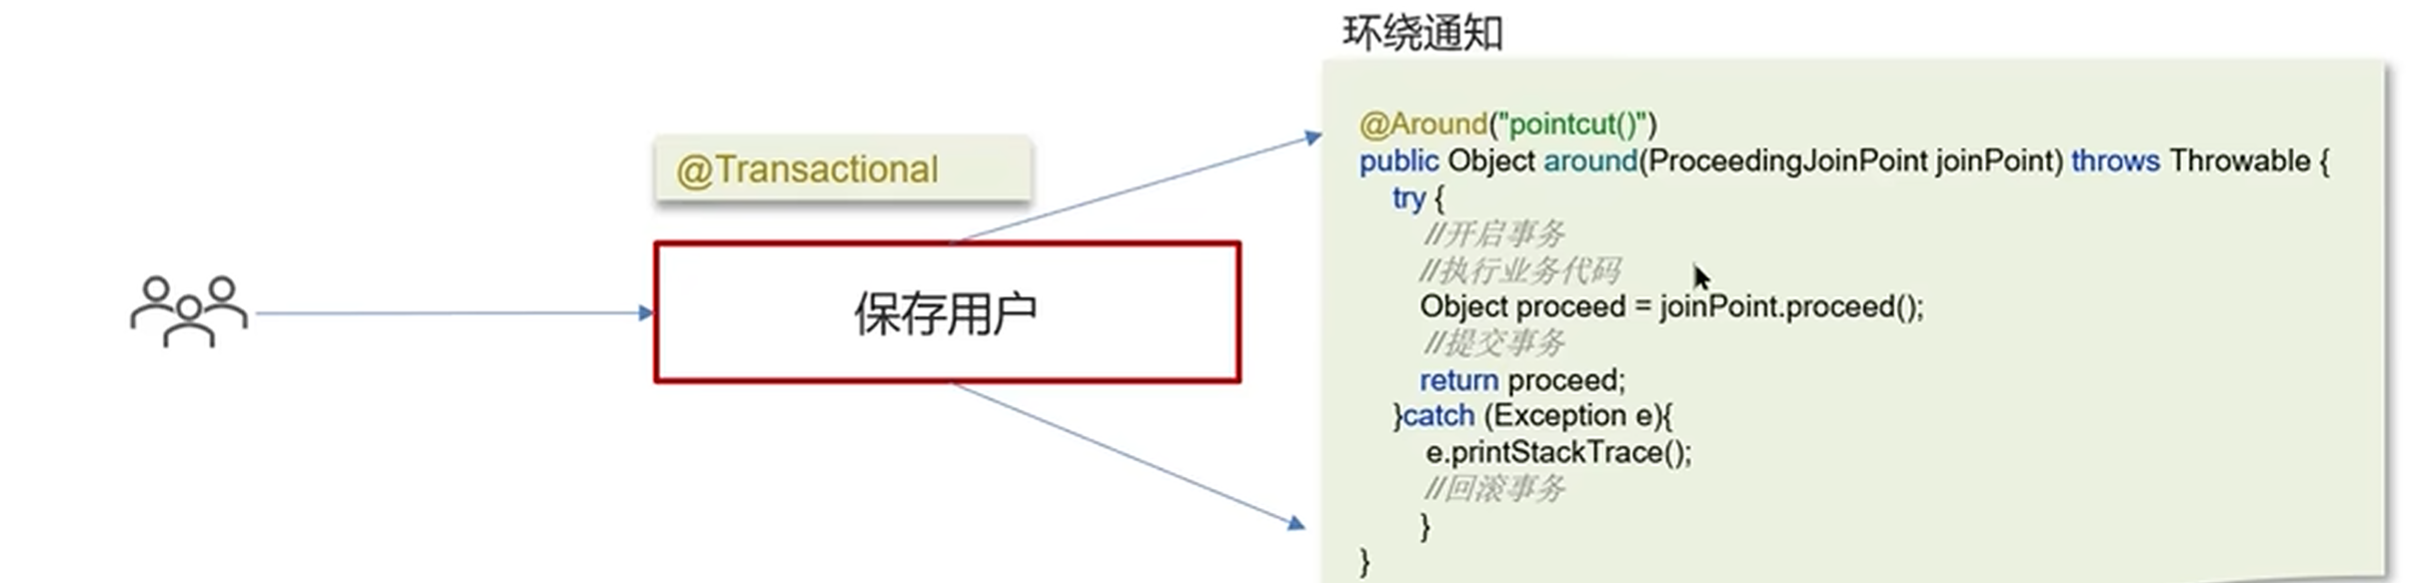 环绕通知
@Transactional
保存用户
@Around("pointcut()")
public Object around(ProceedingJoinPoint joinPoint) throws Throwable {
try {
//开启事务
//执行业务代码
Object proceed = joinPoint.proceed();
//提交事务
return proceed;
}catch (Exception e){
e.printStackTrace();
//回滚事务
}
}